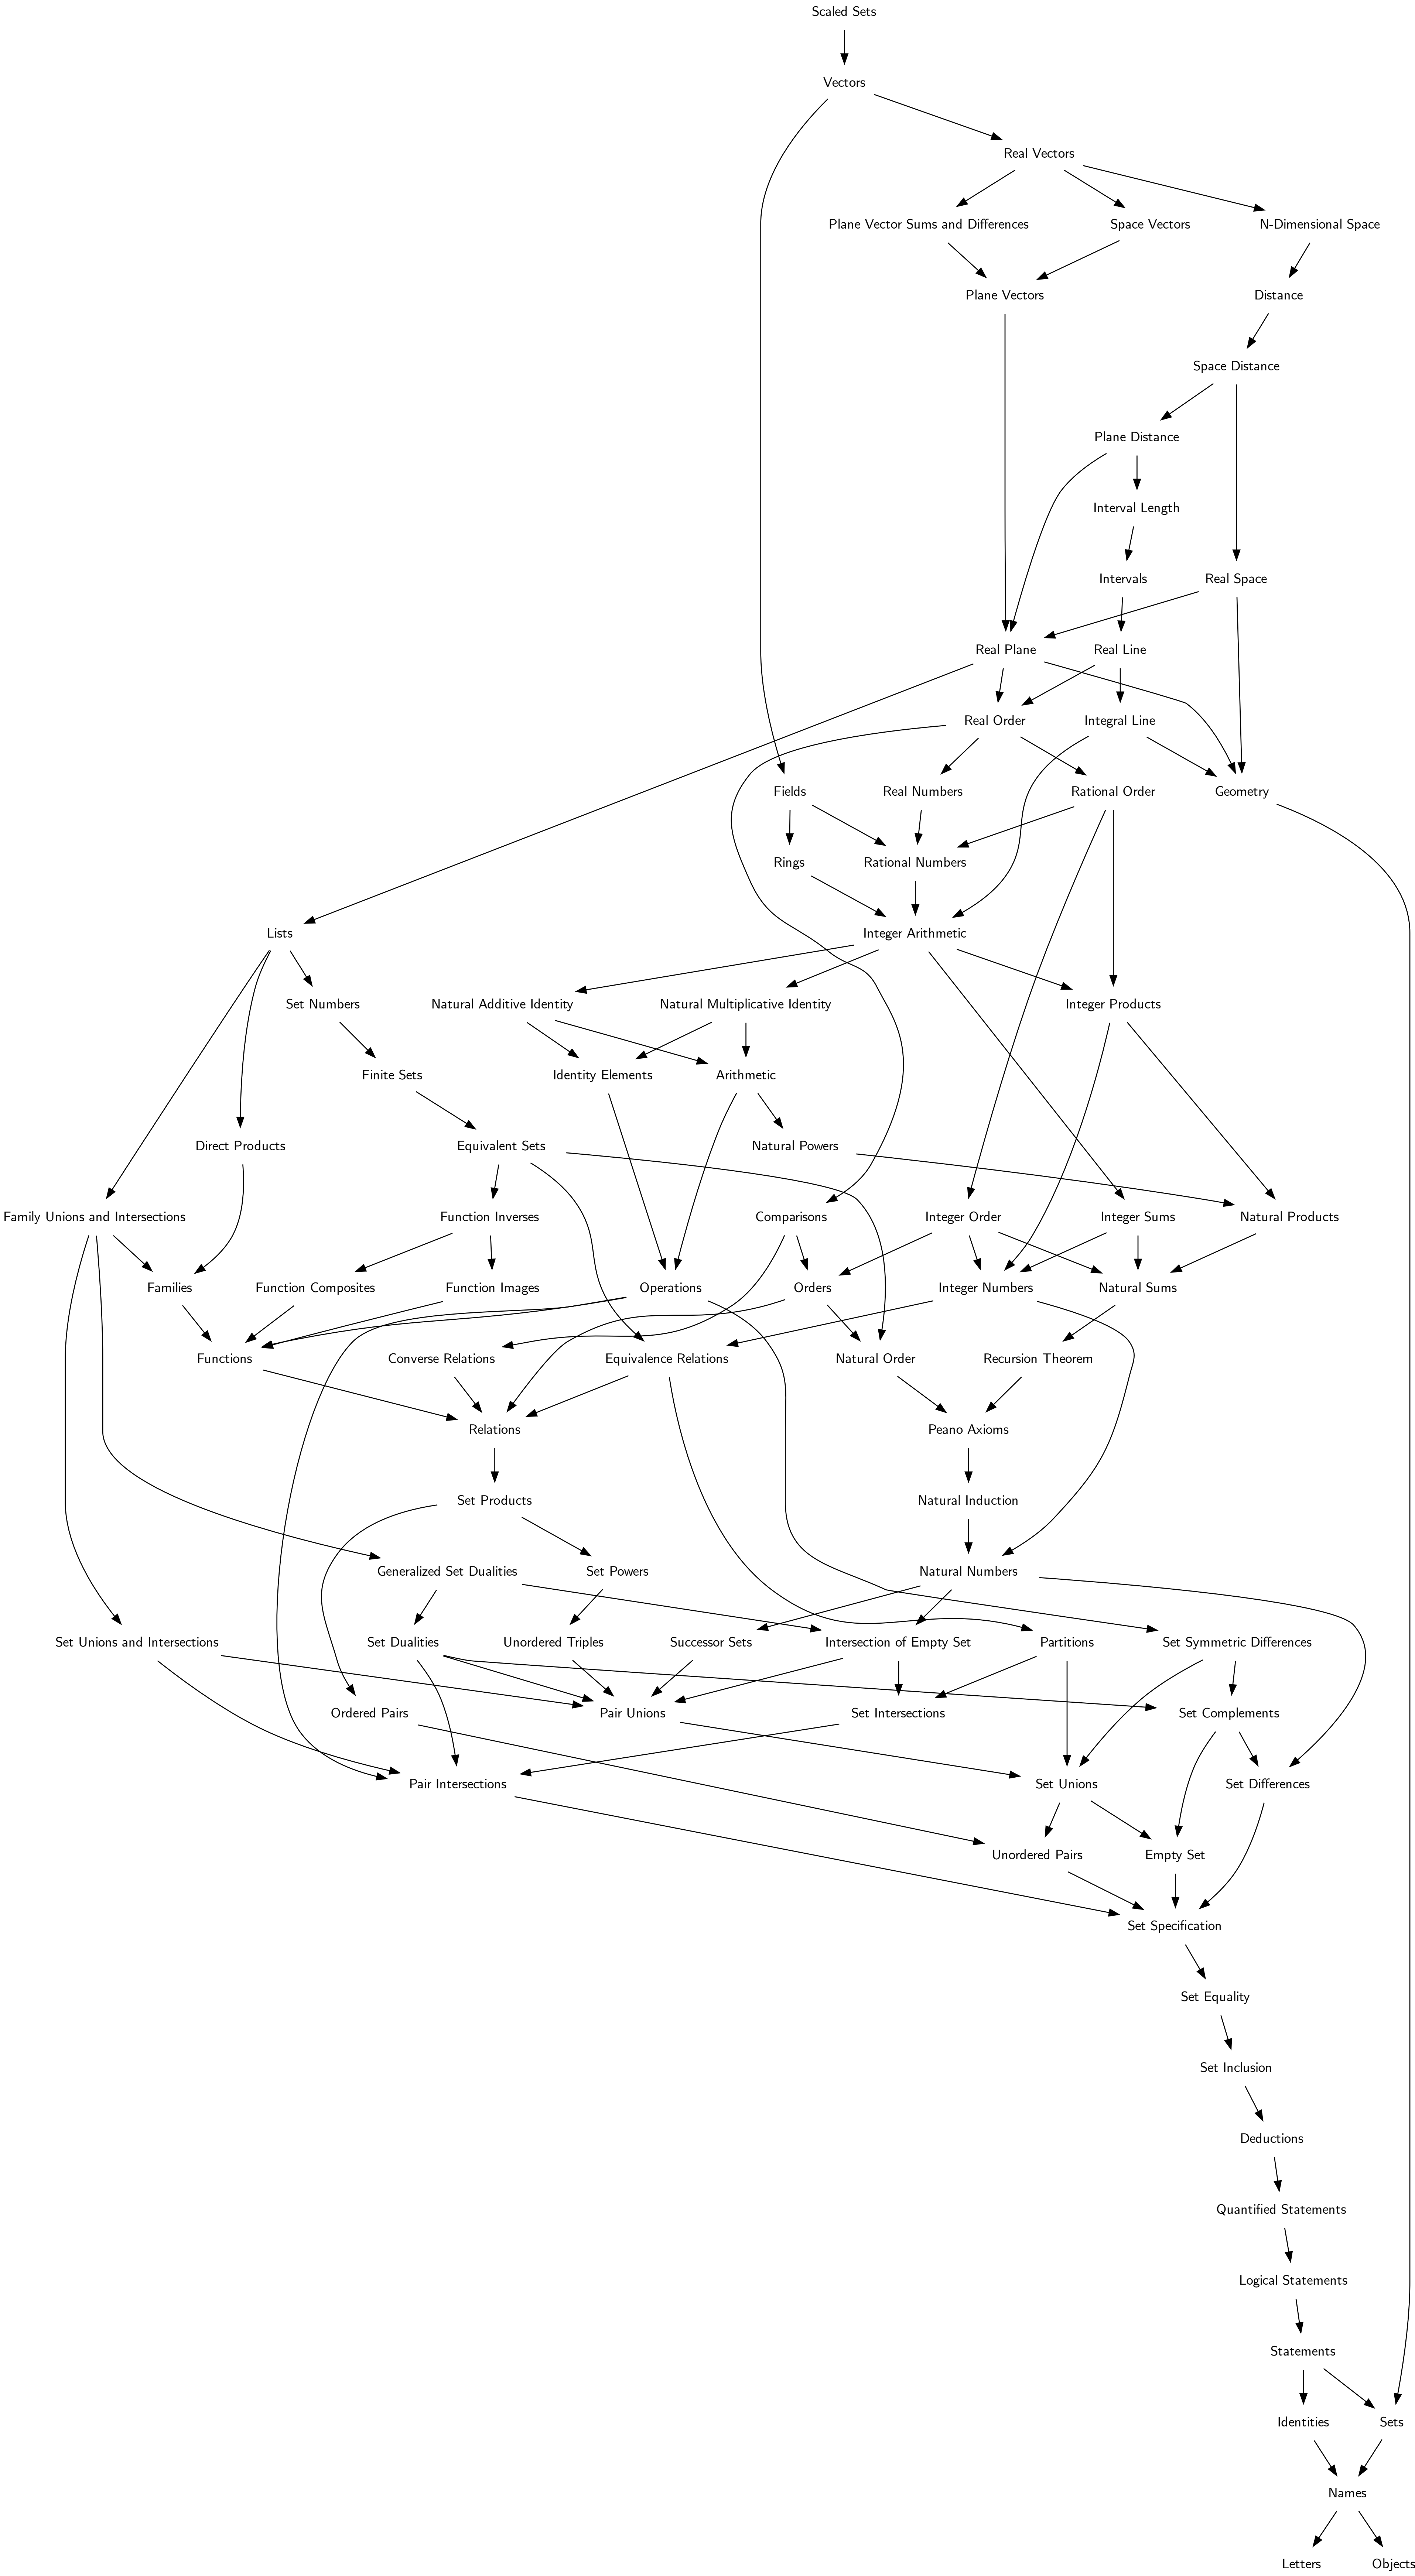 Scaled Sets
Vectors
Real Vectors
Plane Vector Sums and Differences
Space Vectors
N-Dimensional Space
Plane Vectors
Distance
Space Distance
Plane Distance
Interval Length
Intervals
Real Space
Real Plane
Real Line
Real Order
Integral Line
Fields
Real Numbers
Rational Order
Geometry
Rings
Rational Numbers
Lists
Integer Arithmetic
Set Numbers
Natural Additive Identity
Natural Multiplicative Identity
Integer Products
Finite Sets
Identity Elements
Arithmetic
Direct Products
Equivalent Sets
Natural Powers
Family Unions and Intersections
Function Inverses
Comparisons
Integer Order
Integer Sums
Natural Products
Families
Function Composites
Function Images
Operations
Orders
Integer Numbers
Natural Sums
Functions
Converse Relations
Equivalence Relations
Natural Order
Recursion Theorem
Relations
Peano Axioms
Set Products
Natural Induction
Generalized Set Dualities
Set Powers
Natural Numbers
Set Unions and Intersections
Set Dualities
Unordered Triples
Successor Sets
Intersection of Empty Set
Partitions
Set Symmetric Differences
Ordered Pairs
Pair Unions
Set Intersections
Set Complements
Pair Intersections
Set Unions
Set Differences
Unordered Pairs
Empty Set
Set Specification
Set Equality
Set Inclusion
Deductions
Quantified Statements
Logical Statements
Statements
Identities
Sets
Names
Letters
Objects